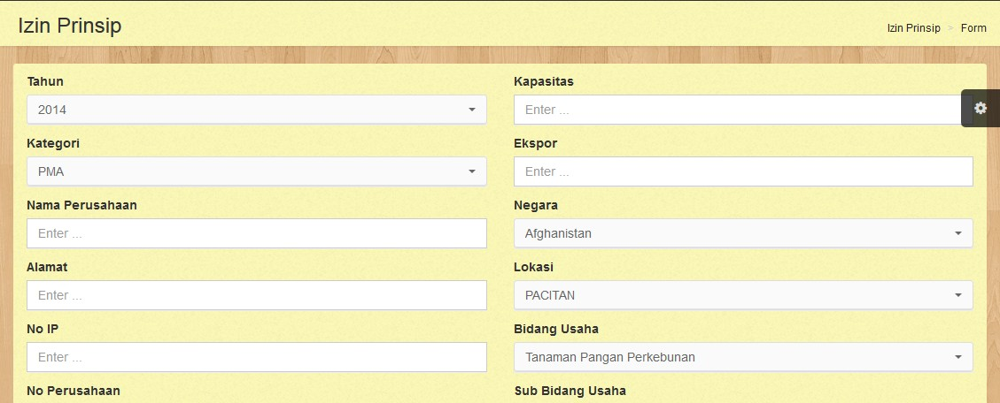 Izin Prinsip
Izin Prinsip > Form
Tahun
2014
Kategori
PMA
Nama Perusahaan
Enter ...
Alamat
Enter ...
No IP
Enter ...
No Perusahaan
Kapasitas
Enter ...
Ekspor
Enter ...
Negara
Afghanistan
Lokasi
PACITAN
Bidang Usaha
Tanaman Pangan Perkebunan
Sub Bidang Usaha